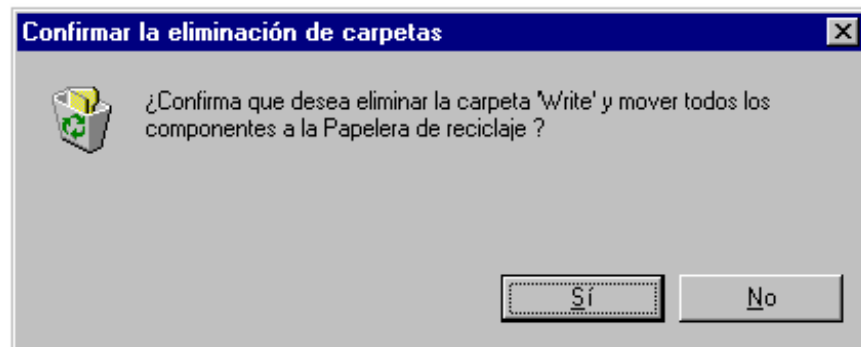 Confirmar la eliminación de carpetas
¿Confirma que desea eliminar la carpeta 'Write' y mover todos los
componentes a la Papelera de reciclaje ?
Sí
No